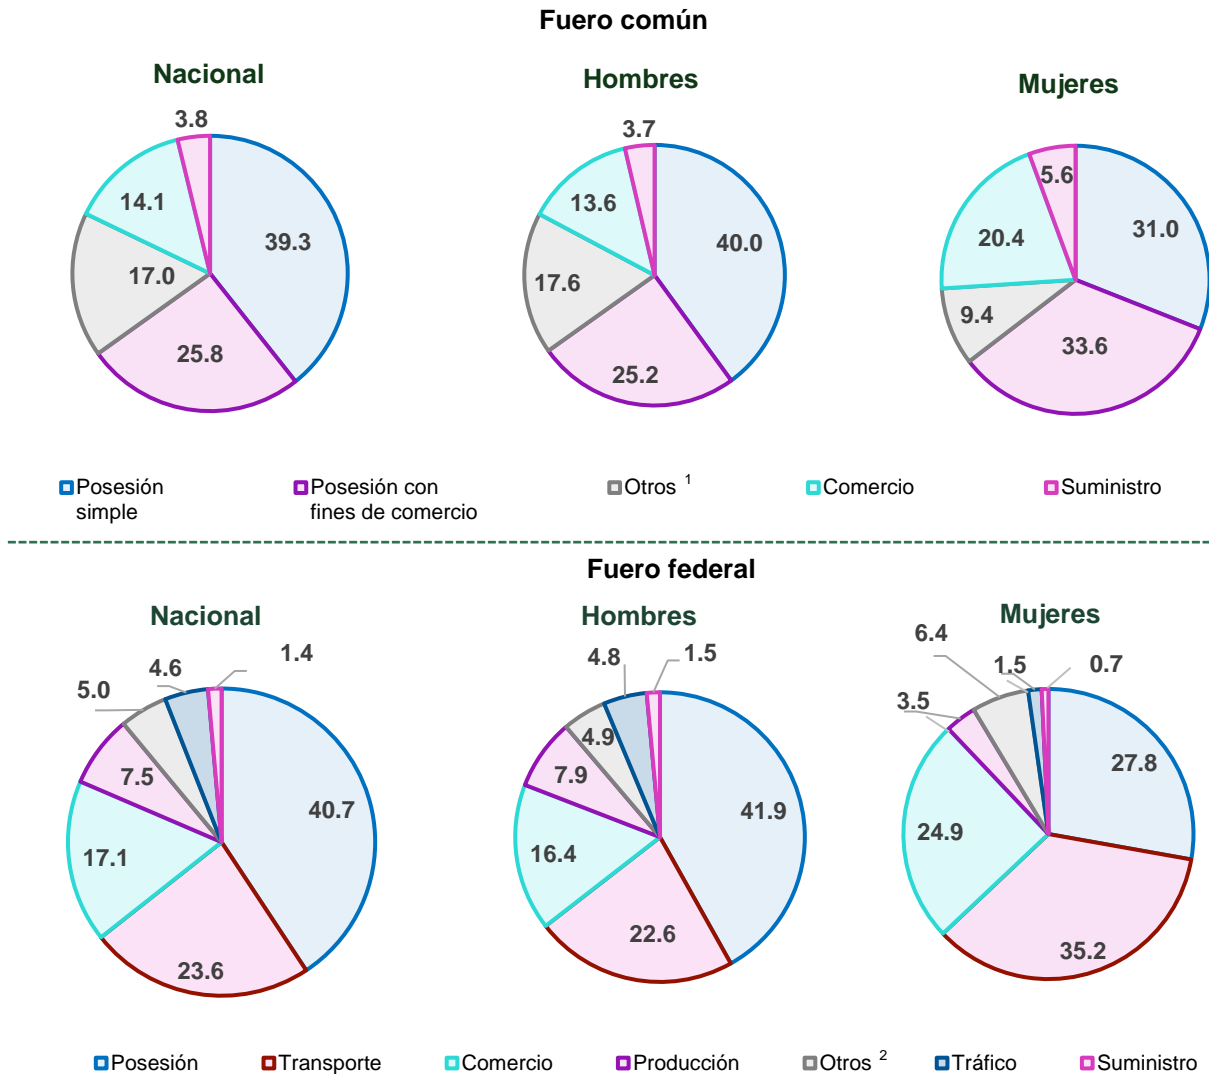 Fuero común
Nacional
Hombres
Mujeres
3.8
14.1
39.3
17.0
25.8
3.7
13.6
40.0
17.6
25.2
5.6
31.0
20.4
9.4
33.6
Posesión simple
Posesión con fines de comercio
Otros 1
Comercio
Suministro
Fuero federal
Nacional
Hombres
Mujeres
1.4
4.6
5.0
7.5
40.7
17.1
23.6
1.5
4.8
4.9
7.9
41.9
16.4
22.6
0.7
1.5
6.4
3.5
27.8
24.9
35.2
Posesión
Transporte
Comercio
Producción
Otros 2
Tráfico
Suministro